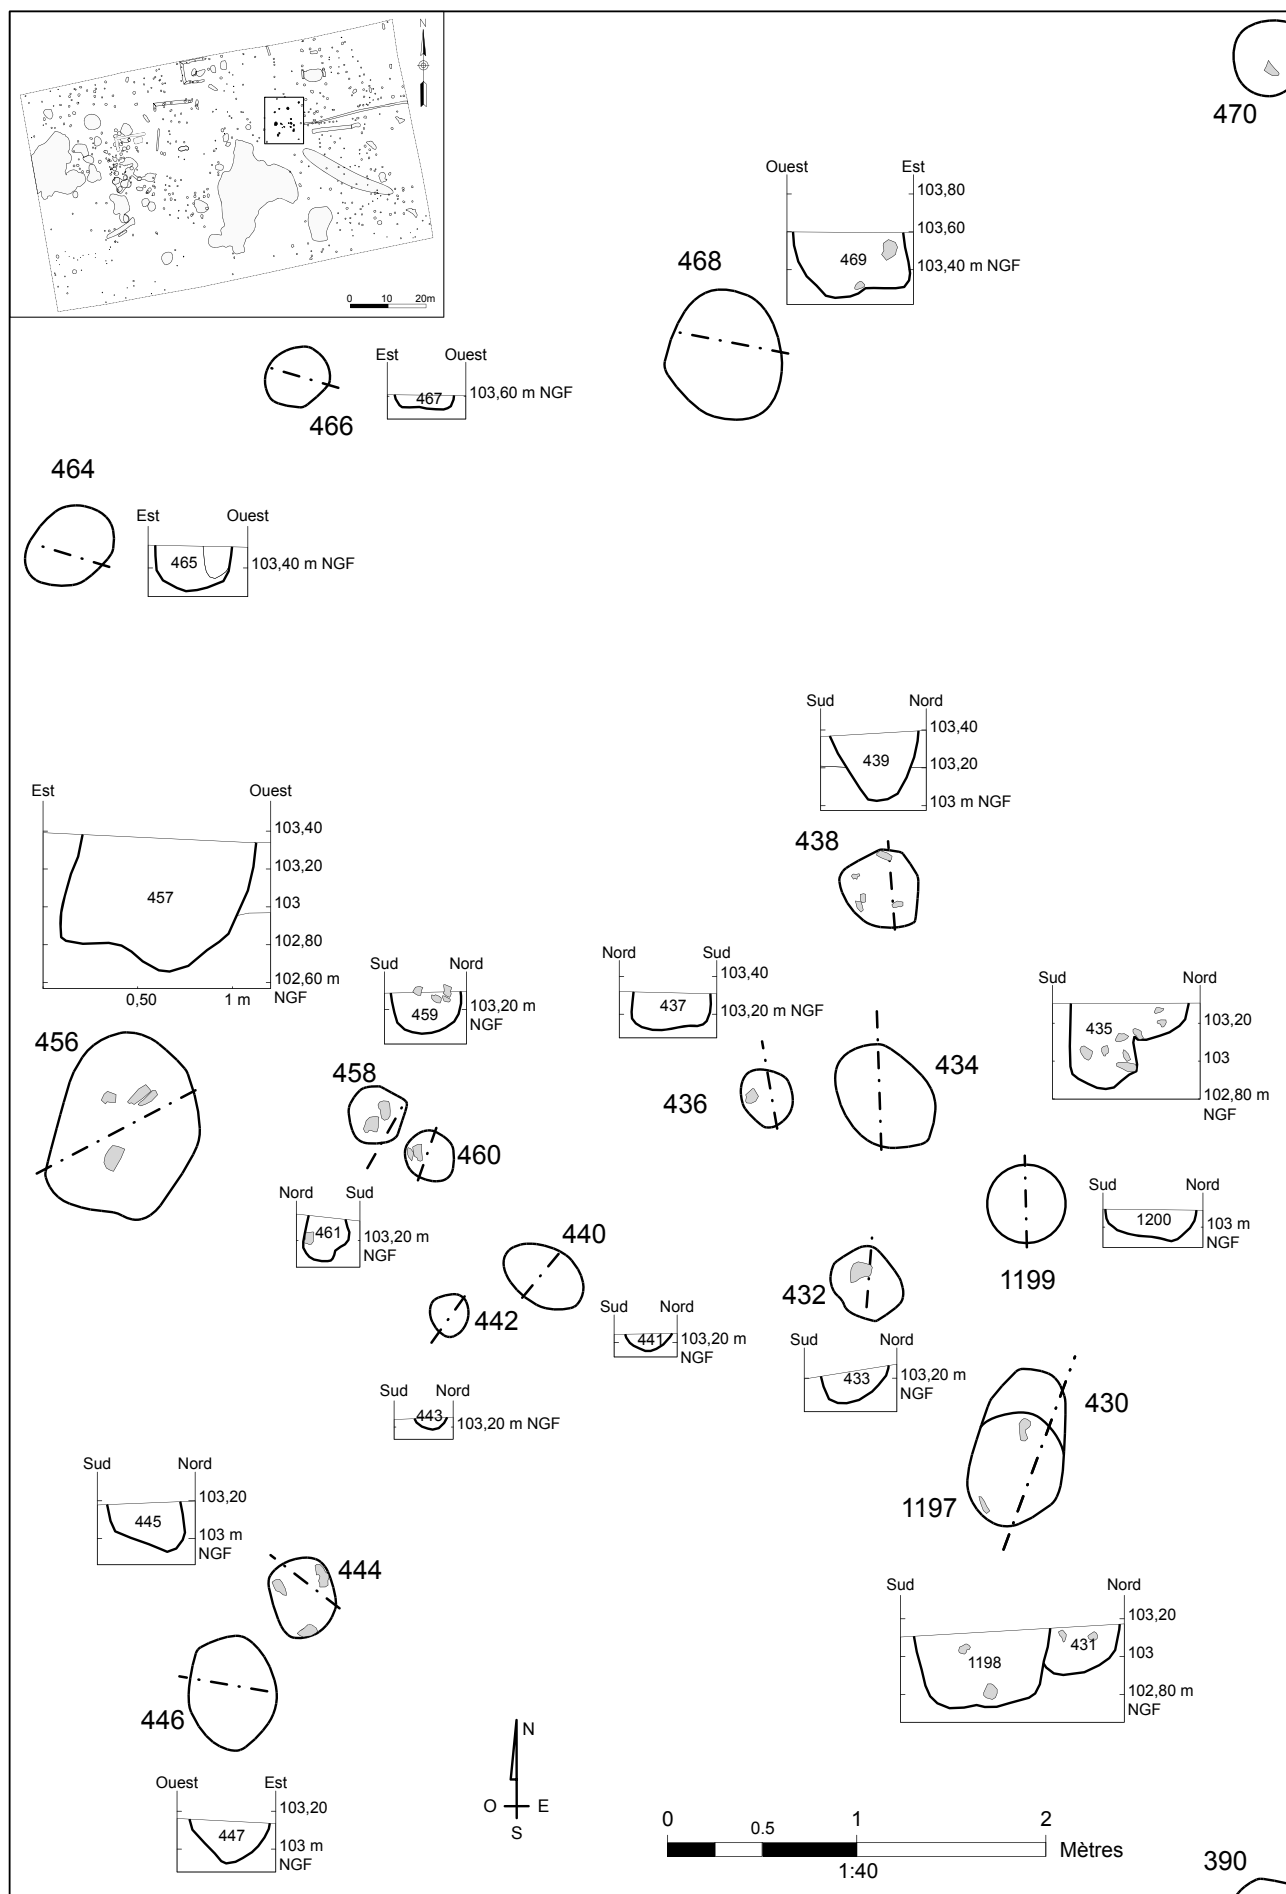 N
0 10 20m
470
Ouest Est
103,80
103,60
469
103,40 m NGF
468
Est Ouest
467
103,60 m NGF
466
464
Est Ouest
465
103,40 m NGF
Sud Nord
103,40
439
103,20
103 m NGF
438
Est Ouest
103,40
103,20
457
103
102,80
102,60 m
NGF
0,50 1 m
456
Sud Nord
459
103,20 m
NGF
458
460
Nord Sud
461
103,20 m
NGF
Nord Sud
103,40
437
103,20 m NGF
436
434
Sud Nord
103,20
435
103
102,80 m
NGF
Sud Nord
1200
103 m
NGF
1199
440
442
Sud Nord
441
103,20 m
NGF
432
Sud Nord
433
103,20 m
NGF
Sud Nord
443
103,20 m NGF
430
1197
Sud Nord
103,20
445
103 m
NGF
444
446
Sud Nord
103,20
431
1198
103
102,80 m
NGF
Ouest Est
103,20
447
103 m
NGF
N
O E
S
0 0.5 1 2
Mètres
1:40
390